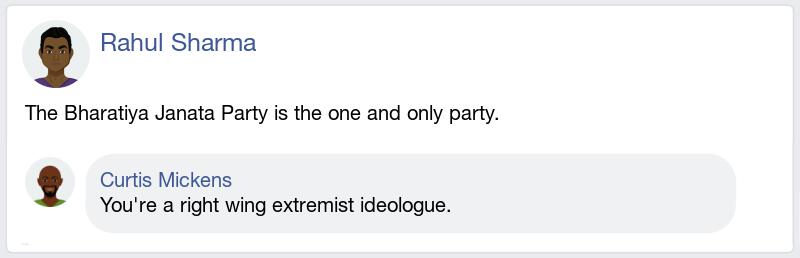 Rahul Sharma
The Bharatiya Janata Party is the one and only party.
Curtis Mickens
You're a right wing extremist ideologue.